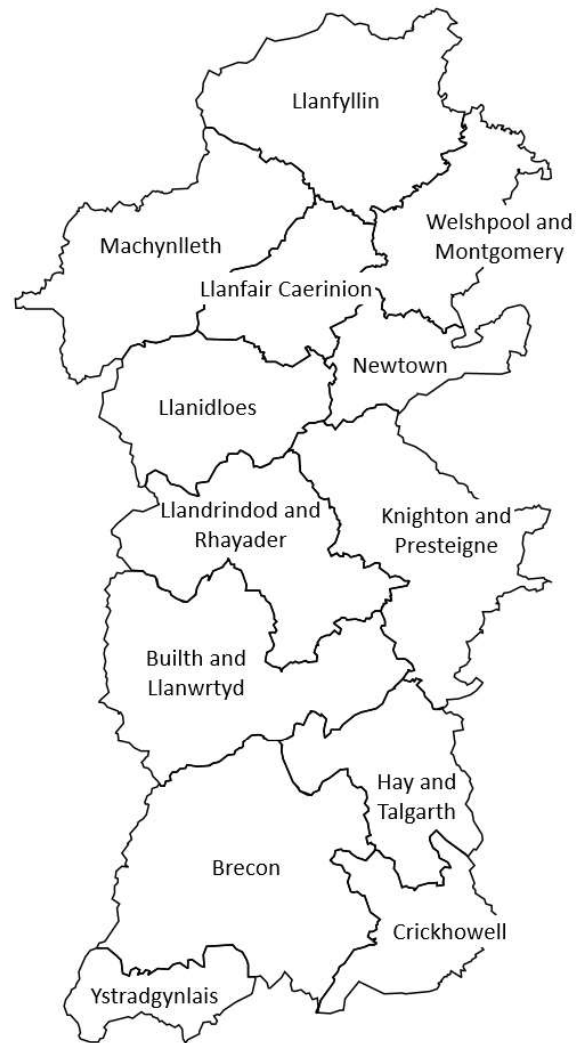 Llanfyllin
Welshpool and
Montgomery
Machynlleth
Llanfair Caerinion
Newtown
Llanidloes
Llandrindod and
Rhayader
Knighton and
Presteigne
Builth and
Llanwrtyd
Hay and
Talgarth
Brecon
Crickhowell
Ystradgynlais